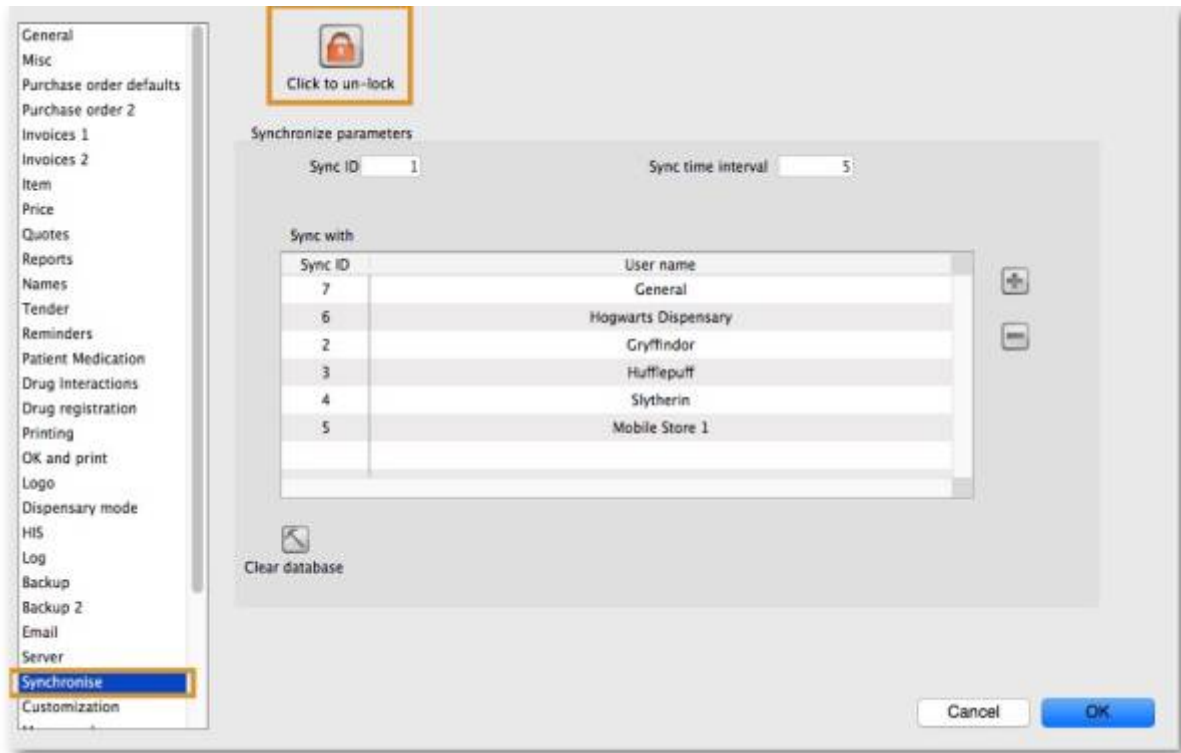 General
Misc
Purchase order defaults
Purchase order 2
Invoices 1
Invoices 2
Item
Price
Quotes
Reports
Names
Tender
Reminders
Patient Medication
Drug Interactions
Drug registration
Printing
OK and print
Logo
Dispensary mode
HIS
Log
Backup
Backup 2
Email
Server
Synchronise
Customization
Click to un-lock
Synchronize parameters
Sync ID 1 Sync time interval 5
Sync with
Sync ID User name
7 General
6 Hogwarts Dispensary
2 Gryffindor
3 Hufflepuff
4 Slytherin
5 Mobile Store 1
Clear database
Cancel OK